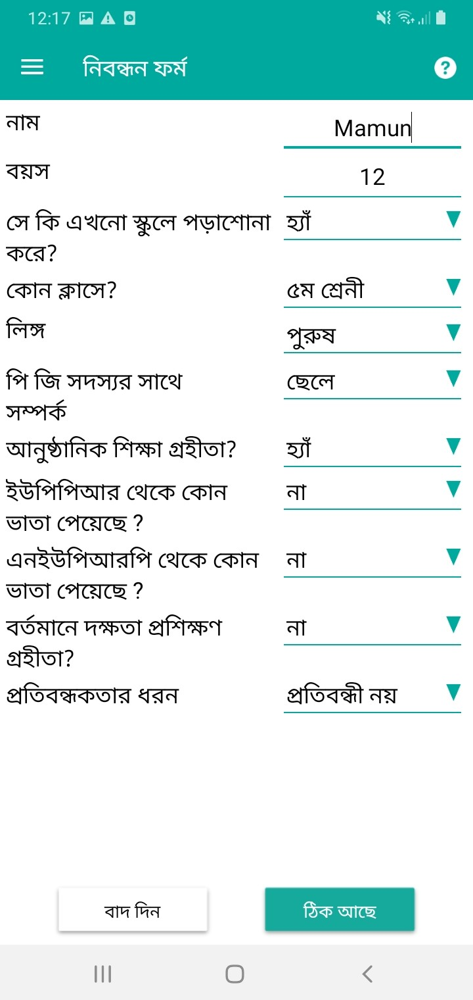 12:17
নিবন্ধন ফর্ম
?
নাম
Mamun
বয়স
12
সে কি এখনো স্কুলে পড়াশোনা
করে?
হ্যাঁ
কোন ক্লাসে?
৫ম শ্রেনী
লিঙ্গ
পুরুষ
পি জি সদস্যর সাথে
সম্পর্ক
ছেলে
আনুষ্ঠানিক শিক্ষা গ্রহীতা?
হ্যাঁ
ইউপিপিআর থেকে কোন
ভাতা পেয়েছে ?
না
এনইউপিআরপি থেকে কোন
ভাতা পেয়েছে ?
না
বর্তমানে দক্ষতা প্রশিক্ষণ
গ্রহীতা?
না
প্রতিবন্ধকতার ধরন
প্রতিবন্ধী নয়
বাদ দিন
ঠিক আছে